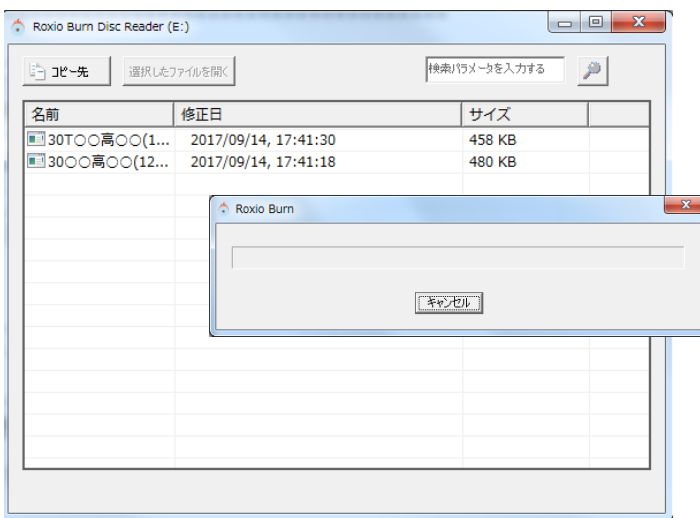 Roxio Burn Disc Reader (E:)
コピー先 選択したファイルを開く 検索パラメータを入力する
名前 修正日 サイズ
30T○○高○○(1... 2017/09/14, 17:41:30 458 KB
30○○高○○(12... 2017/09/14, 17:41:18 480 KB
Roxio Burn
キャンセル